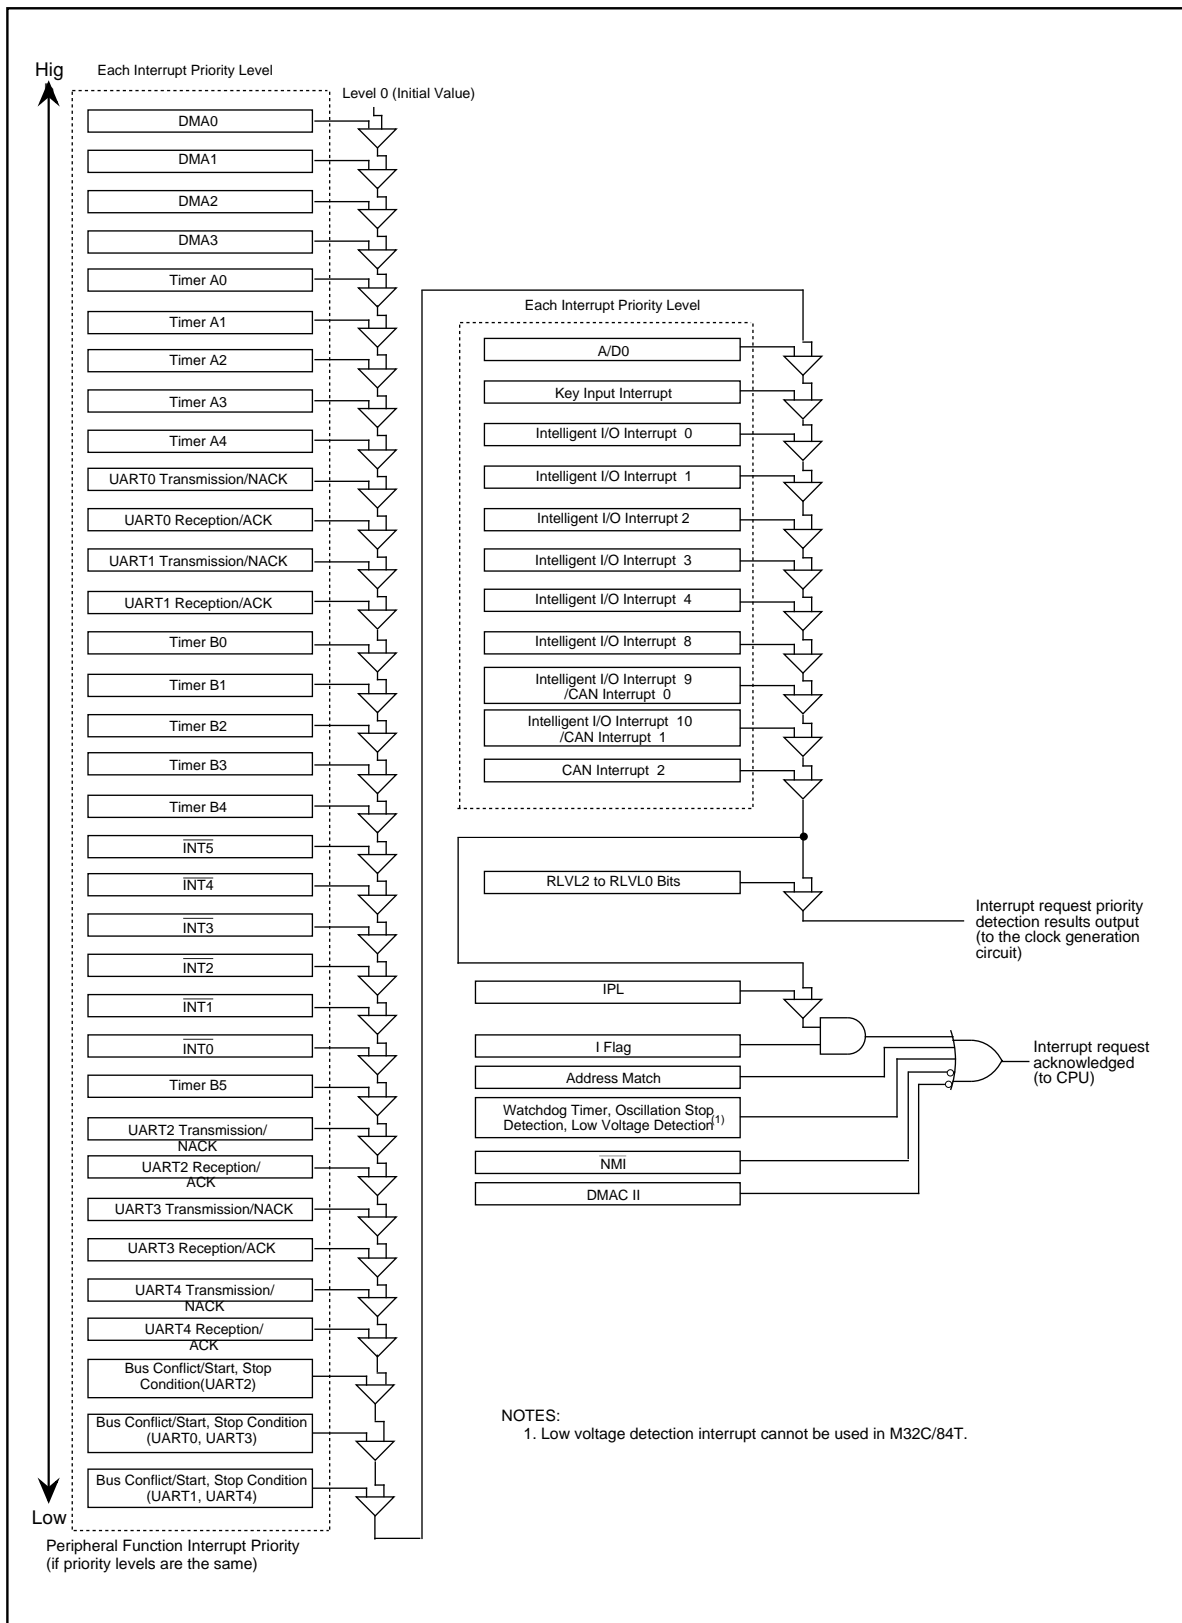 Hig
Each Interrupt Priority Level
Level 0 (Initial Value)
DMA0
DMA1
DMA2
DMA3
Timer A0
Timer A1
Timer A2
Timer A3
Timer A4
UART0 Transmission/NACK
UART0 Reception/ACK
UART1 Transmission/NACK
UART1 Reception/ACK
Timer B0
Timer B1
Timer B2
Timer B3
Timer B4
INT5
INT4
INT3
INT2
INT1
INT0
Timer B5
UART2 Transmission/
NACK
UART2 Reception/
ACK
UART3 Transmission/NACK
UART3 Reception/ACK
UART4 Transmission/
NACK
UART4 Reception/
ACK
Bus Conflict/Start, Stop
Condition(UART2)
Bus Conflict/Start, Stop Condition
(UART0, UART3)
Bus Conflict/Start, Stop Condition
(UART1, UART4)
Low
Peripheral Function Interrupt Priority
(if priority levels are the same)
Each Interrupt Priority Level
A/D0
Key Input Interrupt
Intelligent I/O Interrupt 0
Intelligent I/O Interrupt 1
Intelligent I/O Interrupt 2
Intelligent I/O Interrupt 3
Intelligent I/O Interrupt 4
Intelligent I/O Interrupt 8
Intelligent I/O Interrupt 9
/CAN Interrupt 0
Intelligent I/O Interrupt 10
/CAN Interrupt 1
CAN Interrupt 2
RLVL2 to RLVL0 Bits
Interrupt request priority
detection results output
(to the clock generation
circuit)
IPL
I Flag
Address Match
Watchdog Timer, Oscillation Stop
Detection, Low Voltage Detection(1)
NMI
DMAC II
Interrupt request
acknowledged
(to CPU)
NOTES:
1. Low voltage detection interrupt cannot be used in M32C/84T.